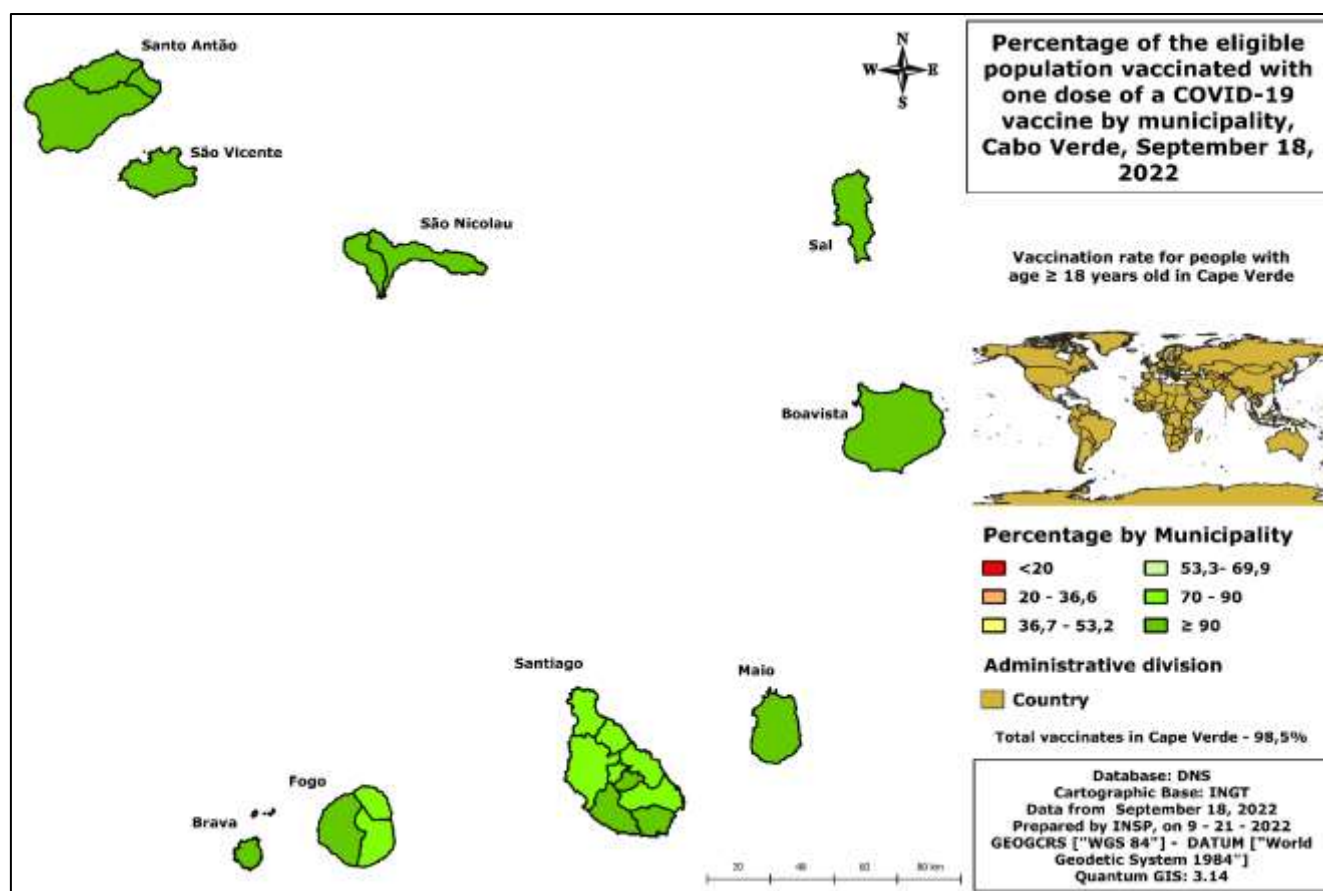 Santo Antão
São Vicente
São Nicolau
Sal
Boavista
Santiago
Maio
Fogo
Brava
N
W
E
S
Percentage of the eligible
population vaccinated with
one dose of a COVID-19
vaccine by municipality,
Cabo Verde, September 18,
2022
Vaccination rate for people with
age ≥ 18 years old in Cape Verde
Percentage by Municipality
<20
53,3- 69,9
20 - 36,6
70 - 90
36,7 - 53,2
≥ 90
Administrative division
Country
Total vaccinates in Cape Verde - 98,5%
Database: DNS
Cartographic Base: INGT
Data from September 18, 2022
Prepared by INSP, on 9 - 21 - 2022
GEOGCRS ["WGS 84"] - DATUM ["World
Geodetic System 1984"]
Quantum GIS: 3.14
20 40 60 80 km